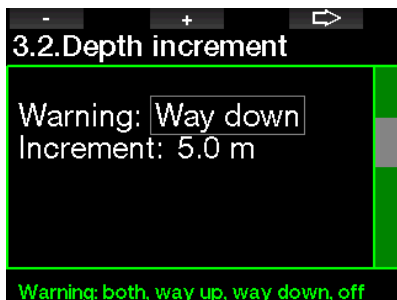 - +
3.2.Depth increment
Warning: Way down
Increment: 5.0 m
Warning: both, way up, way down, off